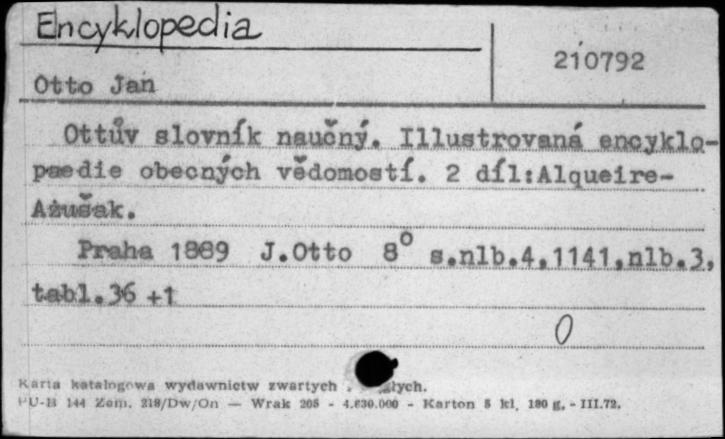 Encyklopedia
210792
Otto Jan
Ottův slovník naučný. Illustrovaná encyklo-
paedie obecných vědomostí. 2 díl:Alqueire-
Ažušak.
Praha 1889 J.Otto 8° s.nlb.4,1141,nlb.3,
tabl.36 +1
0
Karta katalogowa wydawnictw zwartych
PU-B 144 Zam. 218/Dw/On — Wrak 205 - 4.630.000 - Karton 5 kl. 180 g. - III.72.